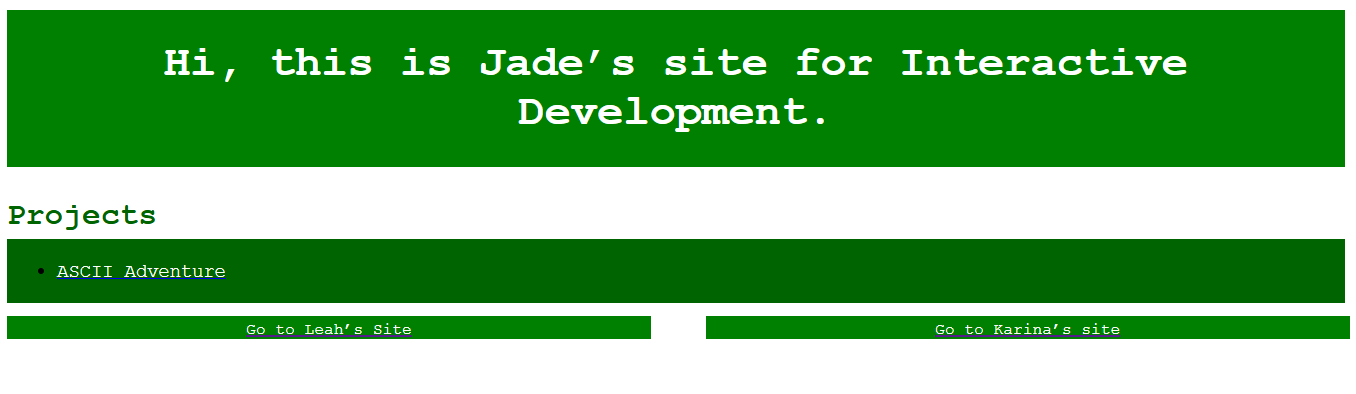 Hi, this is Jade’s site for Interactive
Development.
Projects
ASCII Adventure
Go to Leah’s Site
Go to Karina’s site